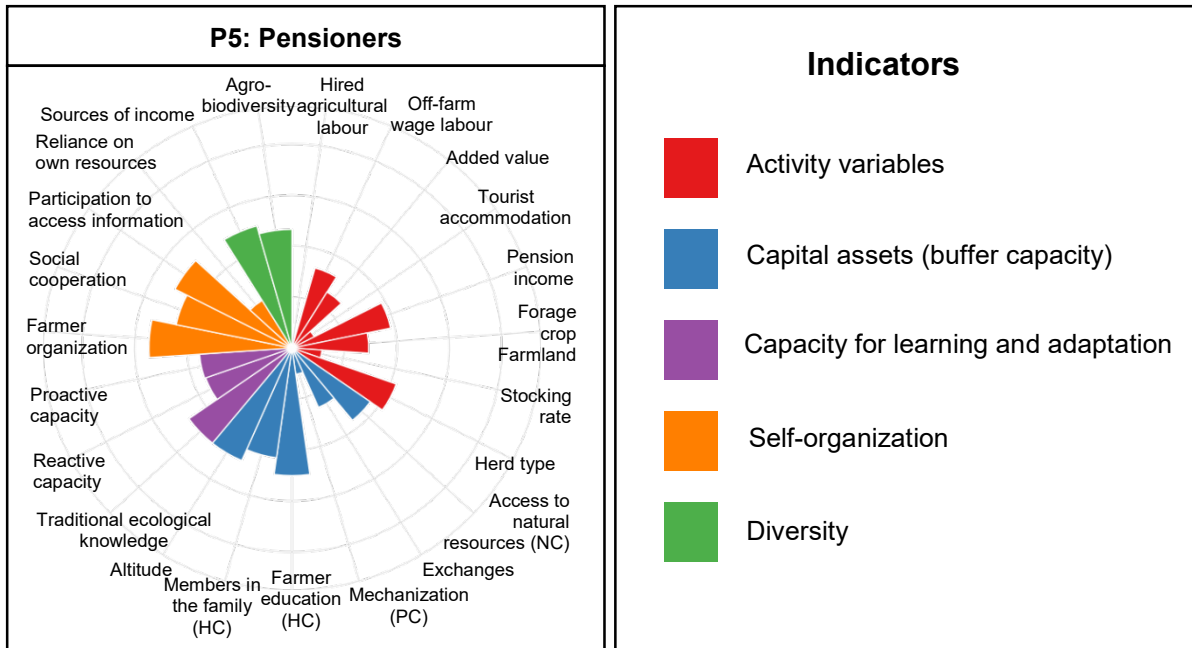 P5: Pensioners
Agro-
biodiversity
Hired
agricultural
labour
Off-farm
wage labour
Added value
Tourist
accommodation
Pension
income
Forage
crop
Farmland
Stocking
rate
Herd type
Access to
natural
resources (NC)
Exchanges
Mechanization
(PC)
Farmer
education
(HC)
Members in
the family
(HC)
Altitude
Traditional ecological
knowledge
Reactive
capacity
Proactive
capacity
Farmer
organization
Social
cooperation
Participation to
access information
Reliance on
own resources
Sources of income
Indicators
Activity variables
Capital assets (buffer capacity)
Capacity for learning and adaptation
Self-organization
Diversity